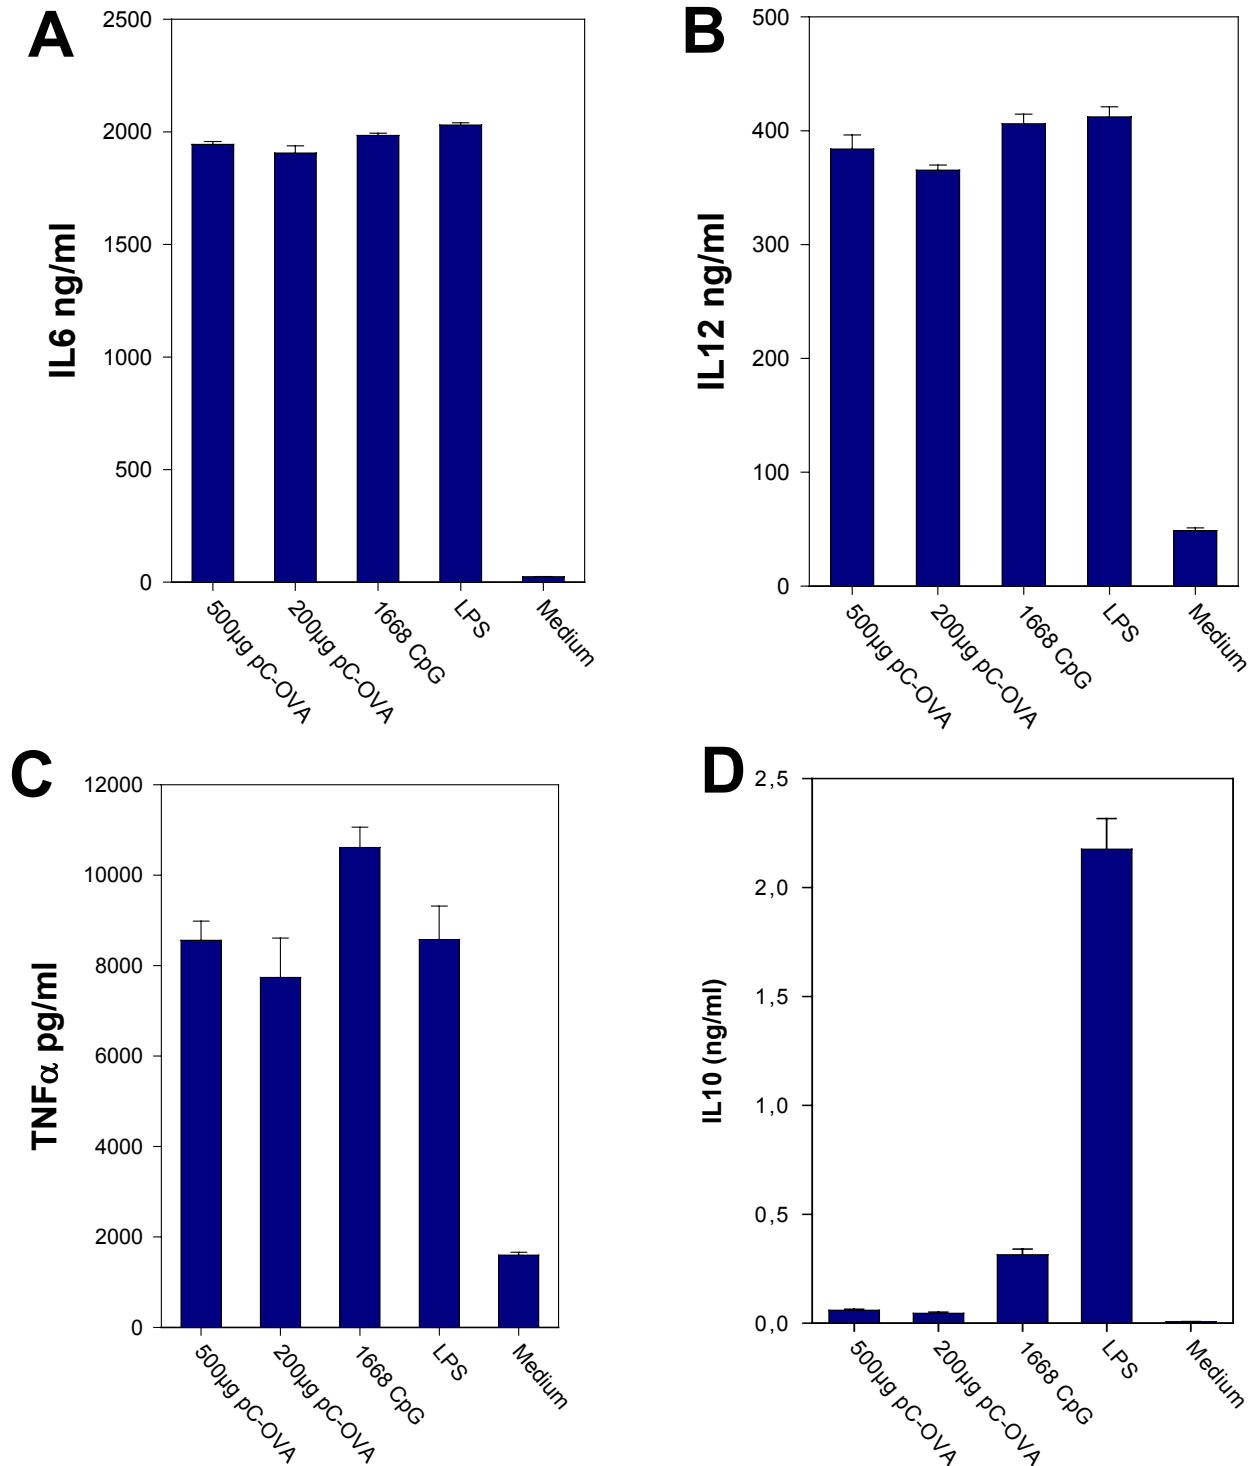 A
IL6 ng/ml
2500
2000
1500
1000
500
0
500µg pC-OVA
200µg pC-OVA
1668 CpG
LPS
Medium
B
IL12 ng/ml
500
400
300
200
100
0
500µg pC-OVA
200µg pC-OVA
1668 CpG
LPS
Medium
C
TNFα pg/ml
12000
10000
8000
6000
4000
2000
0
500µg pC-OVA
200µg pC-OVA
1668 CpG
LPS
Medium
D
IL10 (ng/ml)
2,5
2,0
1,5
1,0
0,5
0,0
500µg pC-OVA
200µg pC-OVA
1668 CpG
LPS
Medium